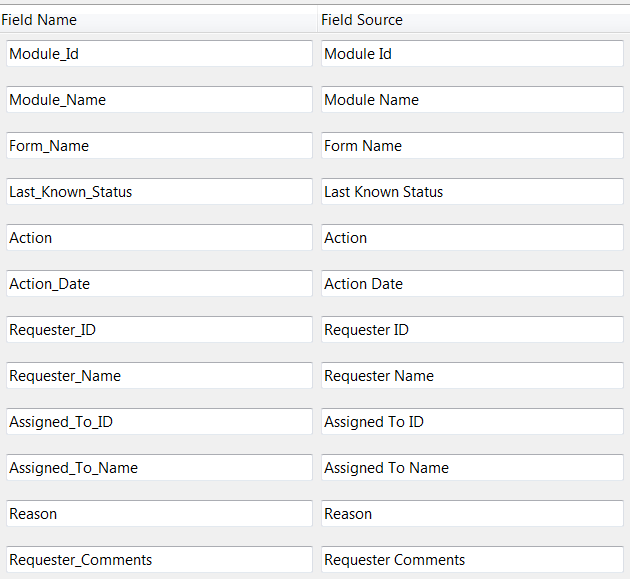 Field Name Field Source
Module_Id Module Id
Module_Name Module Name
Form_Name Form Name
Last_Known_Status Last Known Status
Action Action
Action_Date Action Date
Requester_ID Requester ID
Requester_Name Requester Name
Assigned_To_ID Assigned To ID
Assigned_To_Name Assigned To Name
Reason Reason
Requester_Comments Requester Comments